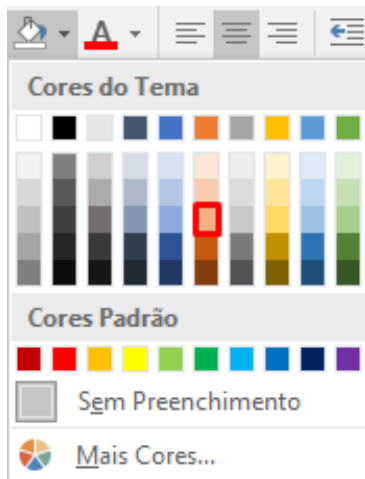 A
Cores do Tema
Cores Padrão
Sem Preenchimento
Mais Cores...